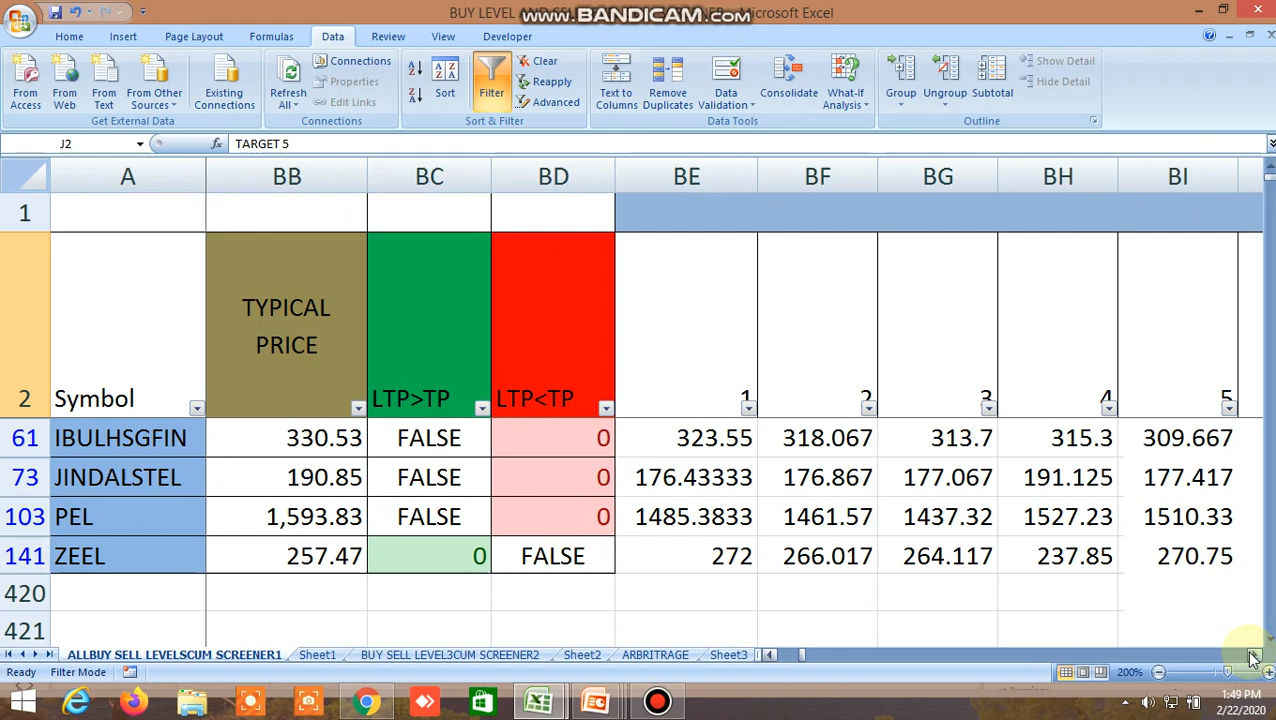 BUY LEVEL AND SE
www.BANDICAM.com
- Microsoft Excel
Home Insert Page Layout Formulas Data Review View Developer
From Access
From Web
From Text
From Other Sources
Existing Connections
Get External Data
Refresh All
Connections
Properties
Edit Links
Connections
Sort
Filter
Clear
Reapply
Advanced
Sort & Filter
Text to Columns
Remove Duplicates
Data Validation
Consolidate
What-If Analysis
Data Tools
Group
Ungroup
Subtotal
Show Detail
Hide Detail
Outline
J2 fx TARGET 5
A BB BC BD BE BF BG BH BI
1
2 Symbol TYPICAL PRICE LTP>TP LTP<TP 1 2 3 4 5
61 IBULHSGFIN 330.53 FALSE 0 323.55 318.067 313.7 315.3 309.667
73 JINDALSTEL 190.85 FALSE 0 176.43333 176.867 177.067 191.125 177.417
103 PEL 1,593.83 FALSE 0 1485.3833 1461.57 1437.32 1527.23 1510.33
141 ZEEL 257.47 0 FALSE 272 266.017 264.117 237.85 270.75
420
421
ALLBUY SELL LEVELSCUM SCREENER1 Sheet1 BUY SELL LEVEL3CUM SCREENER2 Sheet2 ARBRITRAGE Sheet3
Ready Filter Mode 200%
1:49 PM
2/22/2020